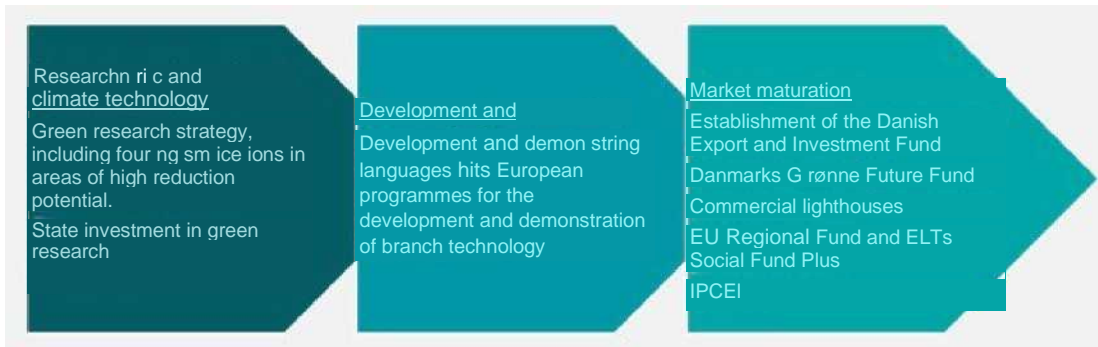 Researchn ri c and
climate technology
Green research strategy,
including four ng sm ice ions in
areas of high reduction
potential.
State investment in green
research
Development and
Development and demon string
languages hits European
programmes for the
development and demonstration
of branch technology
Market maturation
Establishment of the Danish
Export and Investment Fund
Danmarks G rønne Future Fund
Commercial lighthouses
EU Regional Fund and ELTs
Social Fund Plus
IPCEI